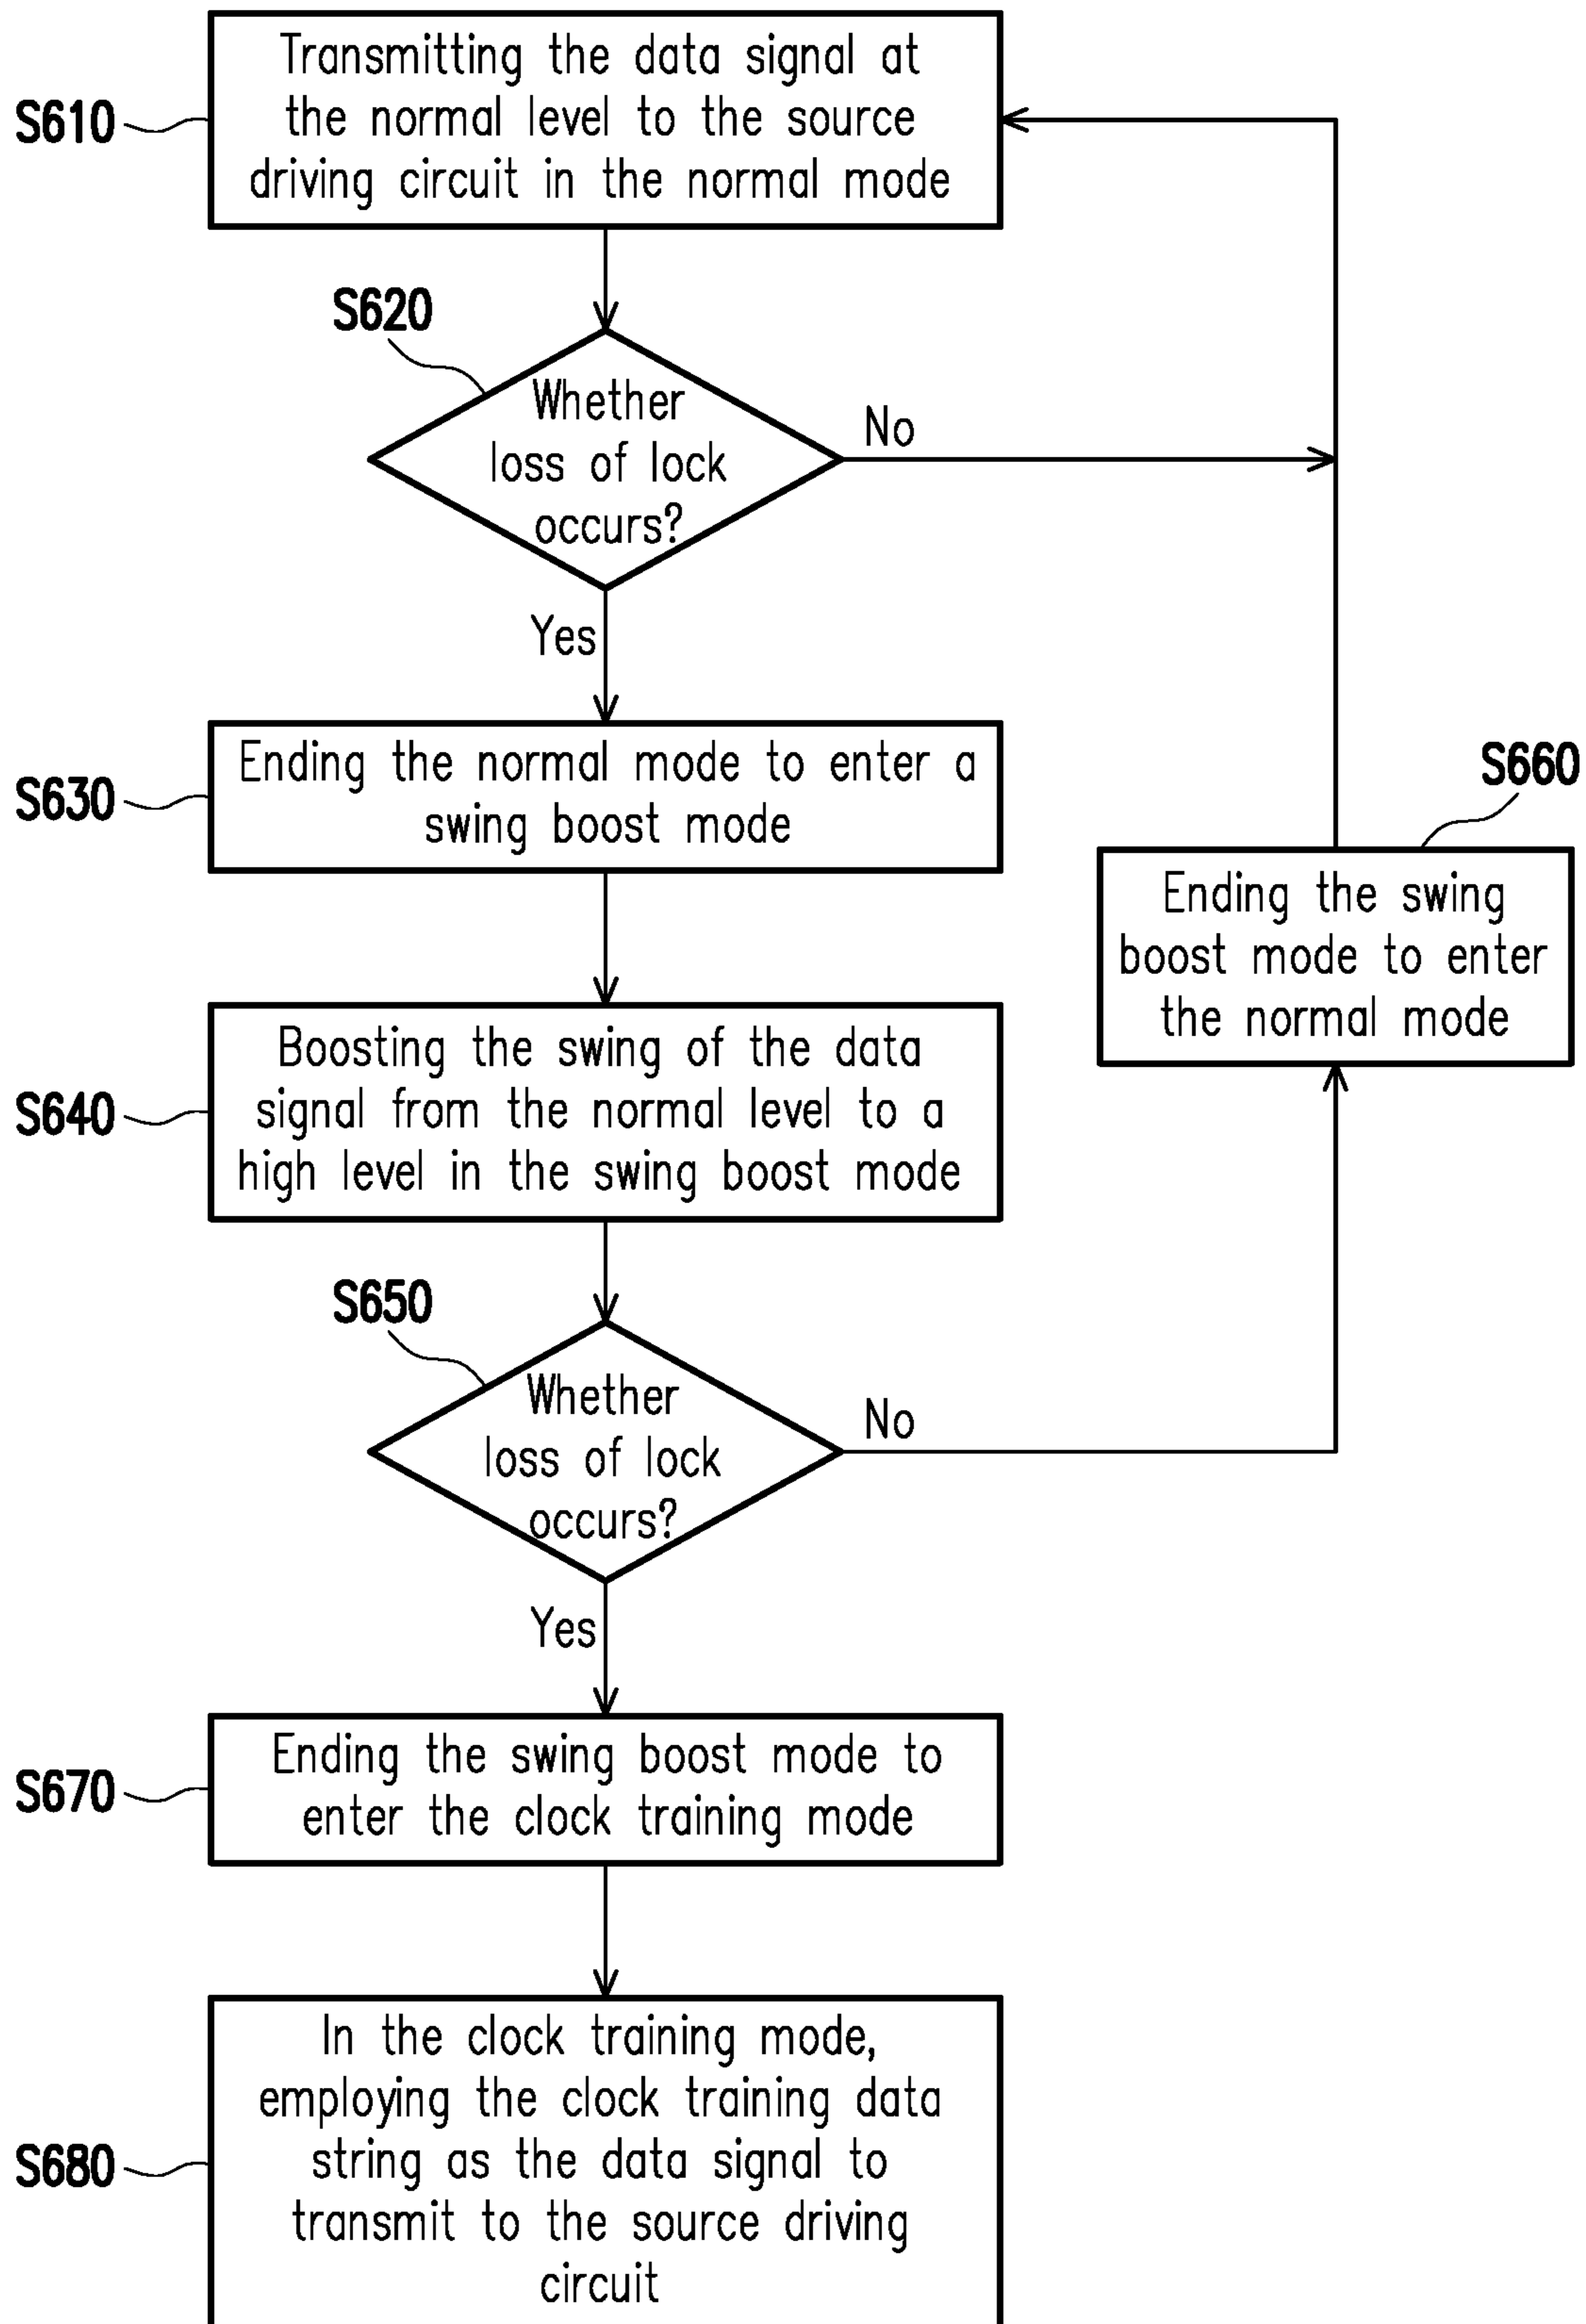 S610
Transmitting the data signal at
the normal level to the source
driving circuit in the normal mode
S620
Whether
loss of lock
occurs?
No
Yes
S630
Ending the normal mode to enter a
swing boost mode
S660
Ending the swing
boost mode to enter
the normal mode
S640
Boosting the swing of the data
signal from the normal level to a
high level in the swing boost mode
S650
Whether
loss of lock
occurs?
No
Yes
S670
Ending the swing boost mode to
enter the clock training mode
S680
In the clock training mode,
employing the clock training data
string as the data signal to
transmit to the source driving
circuit